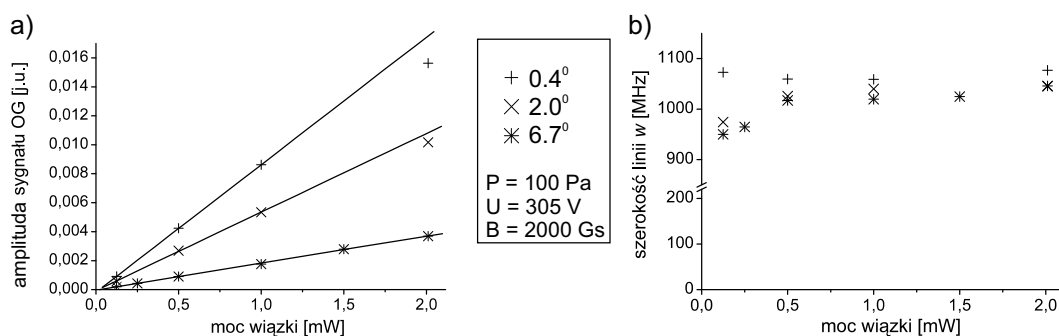 a)
amplituda sygnału OG [j.u.]
0,016
0,014
0,012
0,010
0,008
0,006
0,004
0,002
0,000
0,0 0,5 1,0 1,5 2,0
moc wiązki [mW]
+ 0.4⁰
× 2.0⁰
✳ 6.7⁰
P = 100 Pa
U = 305 V
B = 2000 Gs
b)
szerokość linii w [MHz]
1100
1000
900
200
100
0
0,0 0,5 1,0 1,5 2,0
moc wiązki [mW]